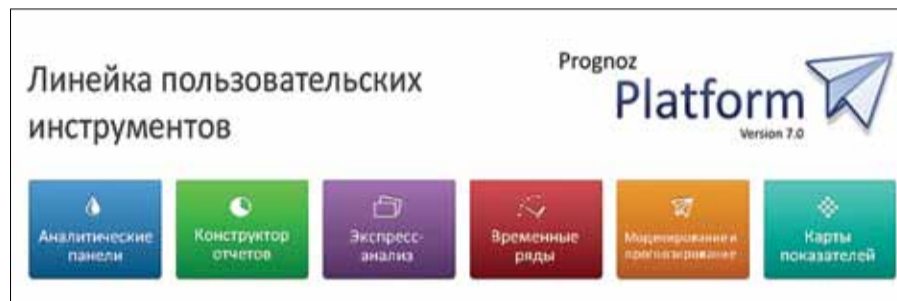 Линейка пользовательских
инструментов
Prognoz
Platform
Version 7.0
Аналитические
панели
Конструктор
отчетов
Экспресс-
анализ
Временные
ряды
Моделирование и
прогнозирование
Карты
показателей